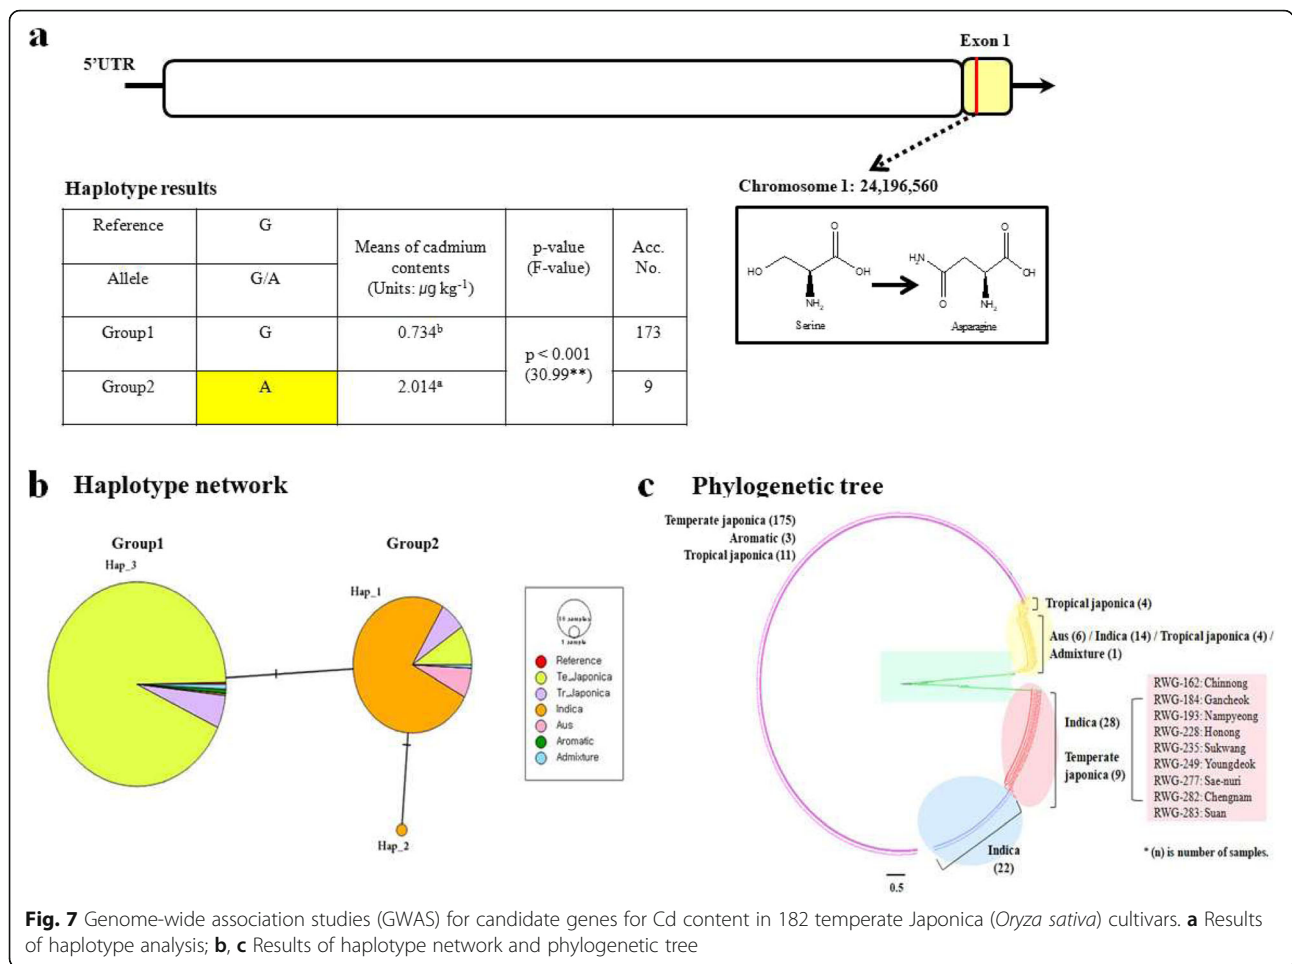 a
Exon 1
5'UTR
Haplotype results
Chromosome 1: 24,196,560
Reference
G
Means of cadmium
contents
(Units: μg kg-1)
p-value
(F-value)
Acc.
No.
Allele
G/A
Group1
G
0.734b
p < 0.001
(30.99**)
173
Group2
A
2.014a
9
O
HO
OH
NH2
Serine
O
H2N
OH
O
NH2
Asparagine
b Haplotype network
Group1
Hap_3
Group2
Hap_1
Hap_2
10 samples
1 sample
Reference
Te_Japonica
Tr_Japonica
Indica
Aus
Aromatic
Admixture
c Phylogenetic tree
Temperate japonica (175)
Aromatic (3)
Tropical japonica (11)
Tropical japonica (4)
Aus (6) / Indica (14) / Tropical japonica (4) /
Admixture (1)
Indica (28)
Temperate
japonica (9)
RWG-162: Chinnong
RWG-184: Gancheok
RWG-193: Nampyeong
RWG-228: Honong
RWG-235: Sukwang
RWG-249: Youngdeok
RWG-277: Sae-nuri
RWG-282: Chengnam
RWG-283: Suan
Indica
(22)
* (n) is number of samples.
0.5
Fig. 7 Genome-wide association studies (GWAS) for candidate genes for Cd content in 182 temperate Japonica (Oryza sativa) cultivars. a Results
of haplotype analysis; b, c Results of haplotype network and phylogenetic tree